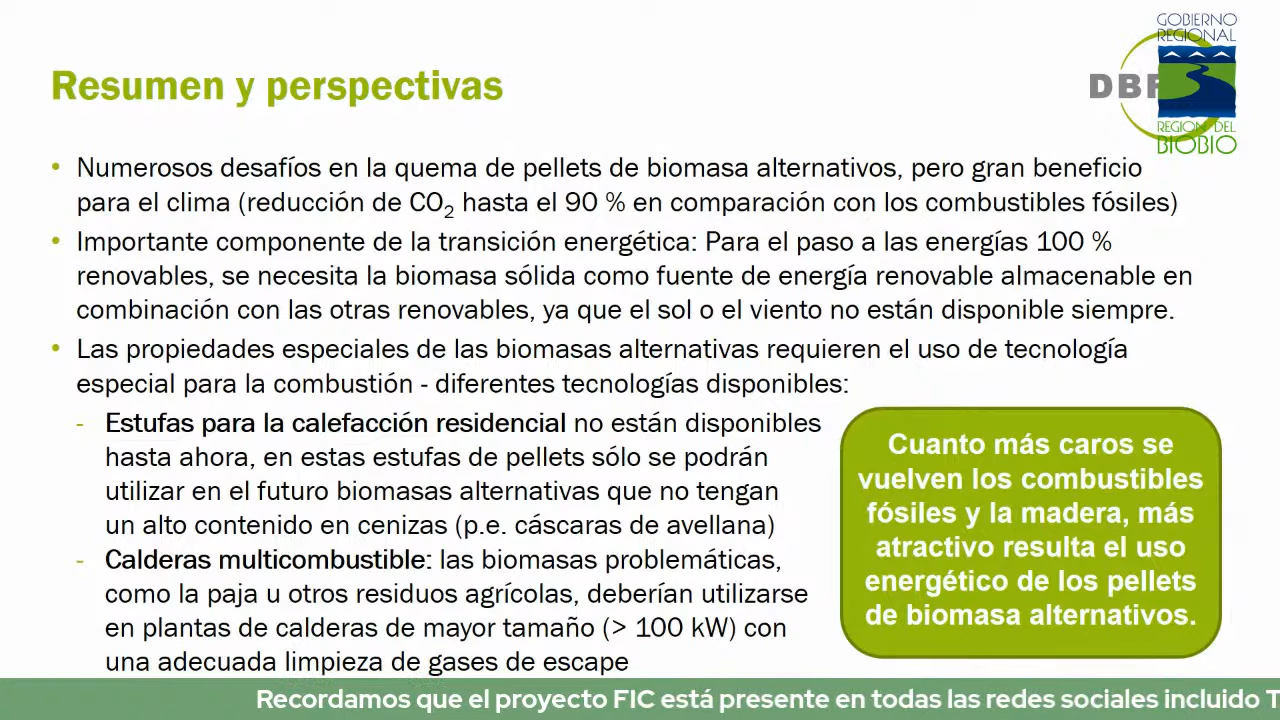 GOBIERNO
REGIONAL
REGIÓN DEL
BIOBIO
DBF
Resumen y perspectivas
• Numerosos desafíos en la quema de pellets de biomasa alternativos, pero gran beneficio
para el clima (reducción de CO₂ hasta el 90 % en comparación con los combustibles fósiles)
• Importante componente de la transición energética: Para el paso a las energías 100 %
renovables, se necesita la biomasa sólida como fuente de energía renovable almacenable en
combinación con las otras renovables, ya que el sol o el viento no están disponible siempre.
• Las propiedades especiales de las biomasas alternativas requieren el uso de tecnología
especial para la combustión - diferentes tecnologías disponibles:
- Estufas para la calefacción residencial no están disponibles
hasta ahora, en estas estufas de pellets sólo se podrán
utilizar en el futuro biomasas alternativas que no tengan
un alto contenido en cenizas (p.e. cáscaras de avellana)
- Calderas multicombustible: las biomasas problemáticas,
como la paja u otros residuos agrícolas, deberían utilizarse
en plantas de calderas de mayor tamaño (> 100 kW) con
una adecuada limpieza de gases de escape
Cuanto más caros se
vuelven los combustibles
fósiles y la madera, más
atractivo resulta el uso
energético de los pellets
de biomasa alternativos.
Recordamos que el proyecto FIC está presente en todas las redes sociales incluido T